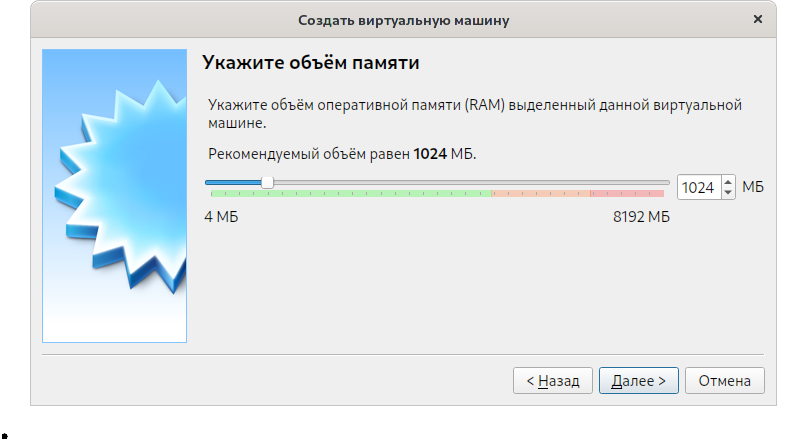 Создать виртуальную машину
Укажите объём памяти
Укажите объём оперативной памяти (RAM) выделенный данной виртуальной
машине.
Рекомендуемый объём равен 1024 МБ.
1024 МБ
4 МБ 8192 МБ
< Назад Далее > Отмена